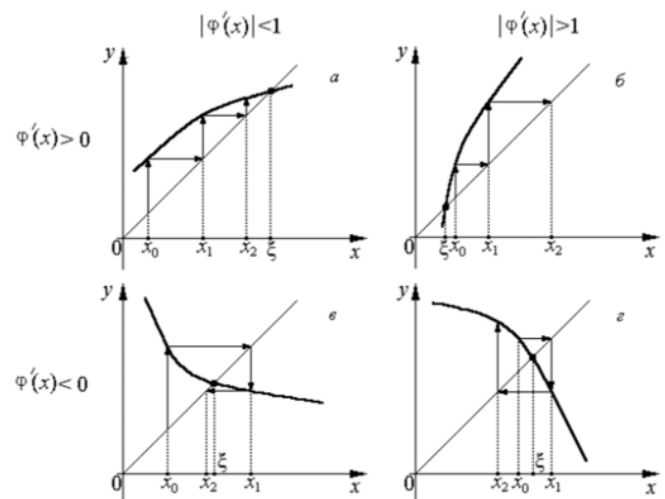 |φ'(x)|<1 |φ'(x)|>1
y а y б
φ'(x)>0
0 x₀ x₁ x₂ ξ x 0 ξ x₀ x₁ x₂ x
y в y г
φ'(x)<0
ξ ξ
0 x₀ x₂ x₁ x 0 x₂ x₀ x₁ x